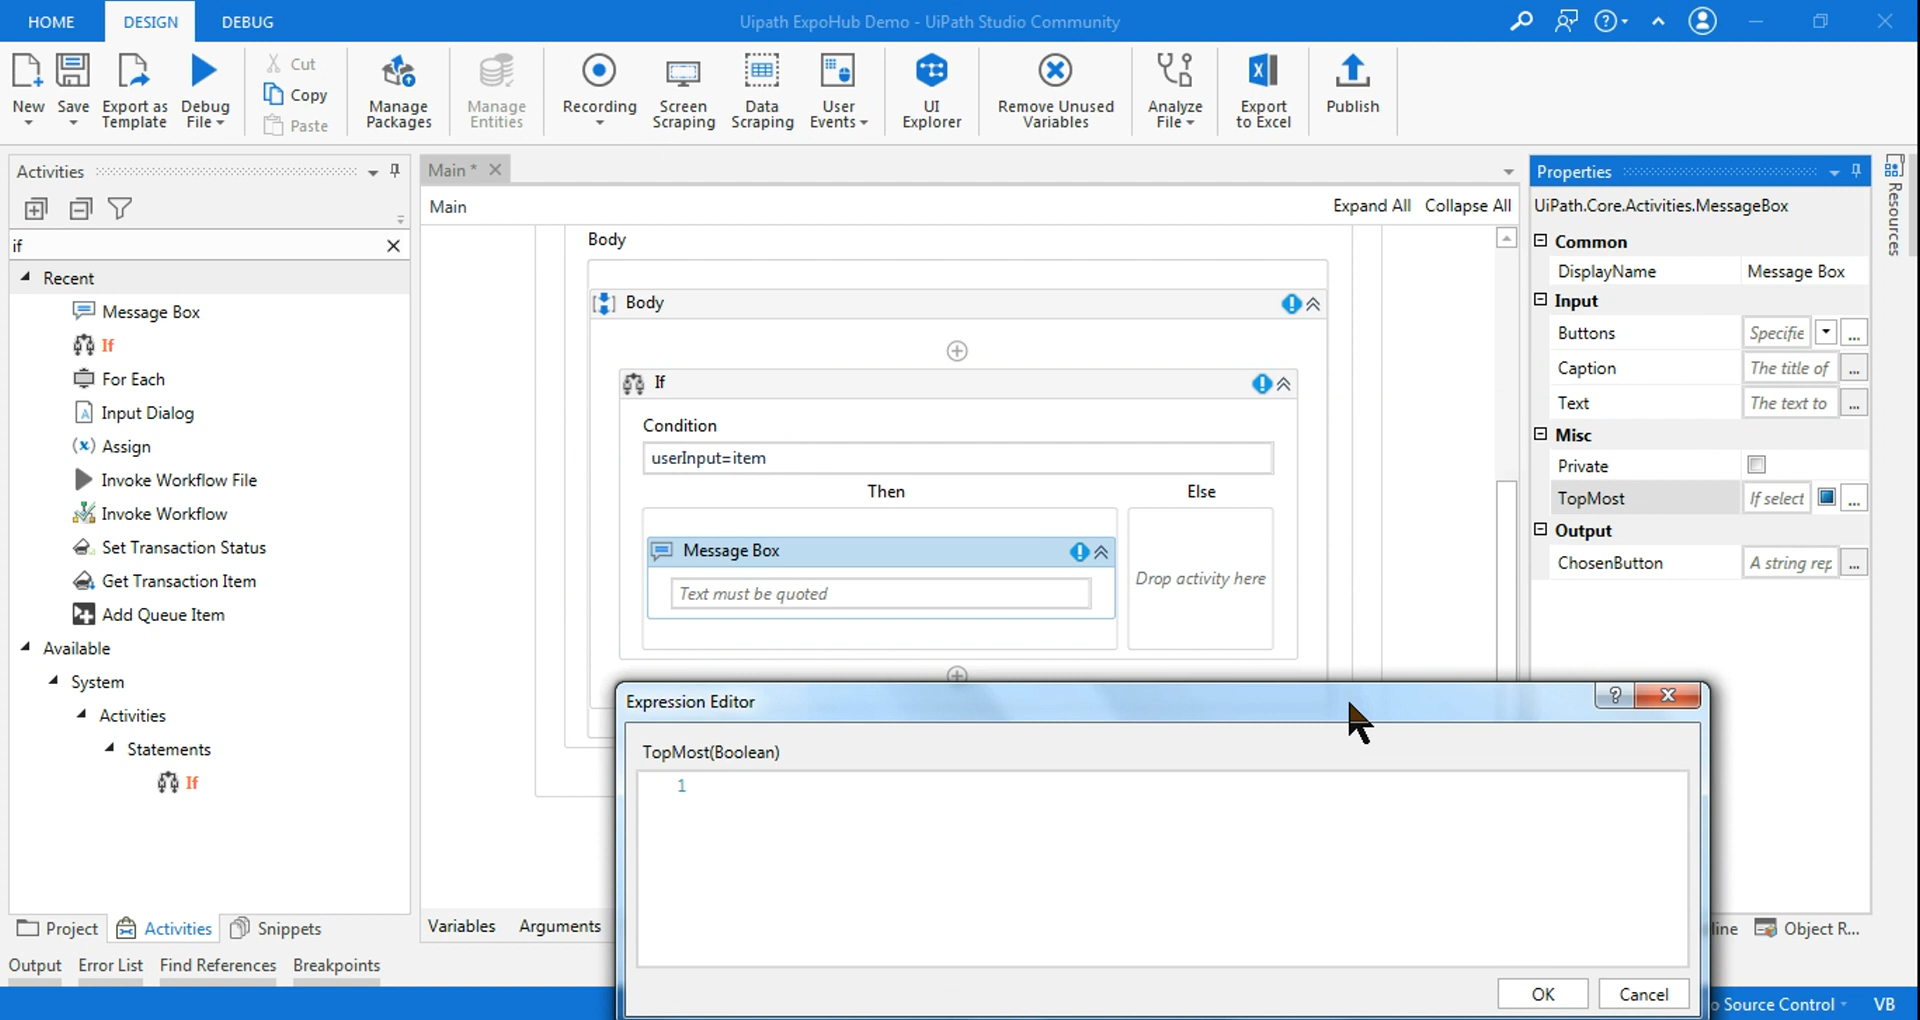 HOME DESIGN DEBUG
Uipath ExpoHub Demo - UiPath Studio Community
New
Save
Export as Template
Debug File
Cut
Copy
Paste
Manage Packages
Manage Entities
Recording
Screen Scraping
Data Scraping
User Events
UI Explorer
Remove Unused Variables
Analyze File
Export to Excel
Publish
Activities
if
Recent
Message Box
If
For Each
Input Dialog
Assign
Invoke Workflow File
Invoke Workflow
Set Transaction Status
Get Transaction Item
Add Queue Item
Available
System
Activities
Statements
If
Project Activities Snippets
Output Error List Find References Breakpoints
Main *
Main
Expand All Collapse All
Body
Body
If
Condition
userInput=item
Then Else
Message Box
Text must be quoted
Drop activity here
Variables Arguments
Expression Editor
TopMost(Boolean)
1
OK Cancel
Properties
UiPath.Core.Activities.MessageBox
Common
DisplayName Message Box
Input
Buttons Specifie ...
Caption The title of ...
Text The text to ...
Misc
Private
TopMost If select ...
Output
ChosenButton A string rep ...
Resources
line Object R...
o Source Control VB